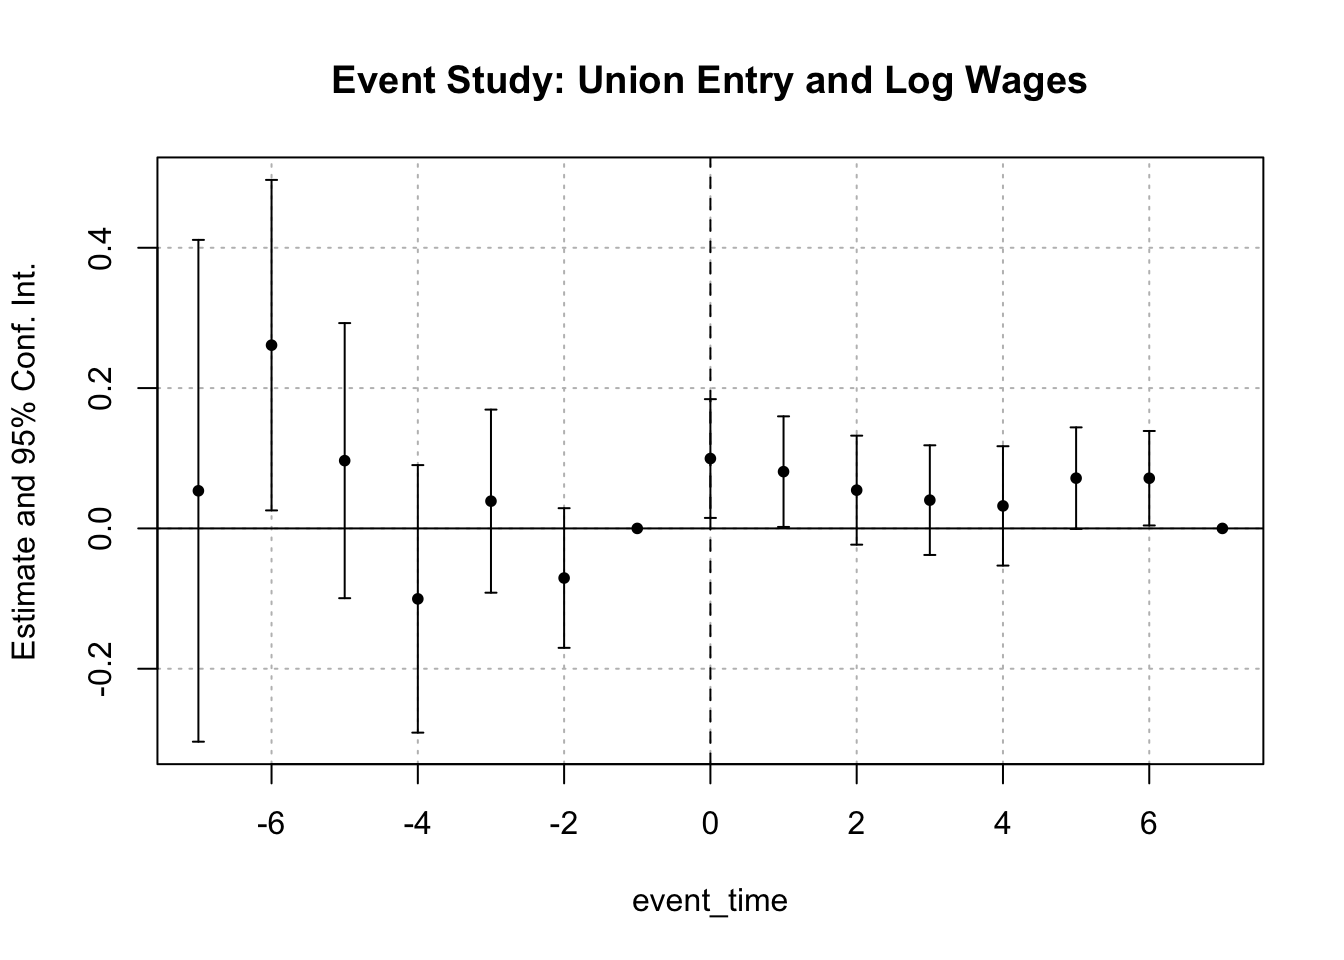 Event Study: Union Entry and Log Wages
Estimate and 95% Conf. Int.
0.4
0.2
0.0
-0.2
-6 -4 -2 0 2 4 6
event_time